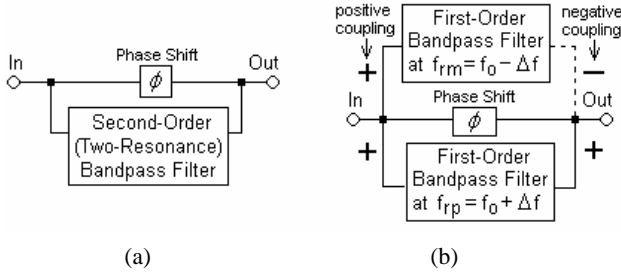 Phase Shift
In
ϕ
Out
Second-Order
(Two-Resonance)
Bandpass Filter
(a)
positive
coupling
First-Order
Bandpass Filter
at f_rm = f_o − Δf
negative
coupling
+
−
In
Phase Shift
ϕ
Out
+
+
First-Order
Bandpass Filter
at f_rp = f_o + Δf
(b)